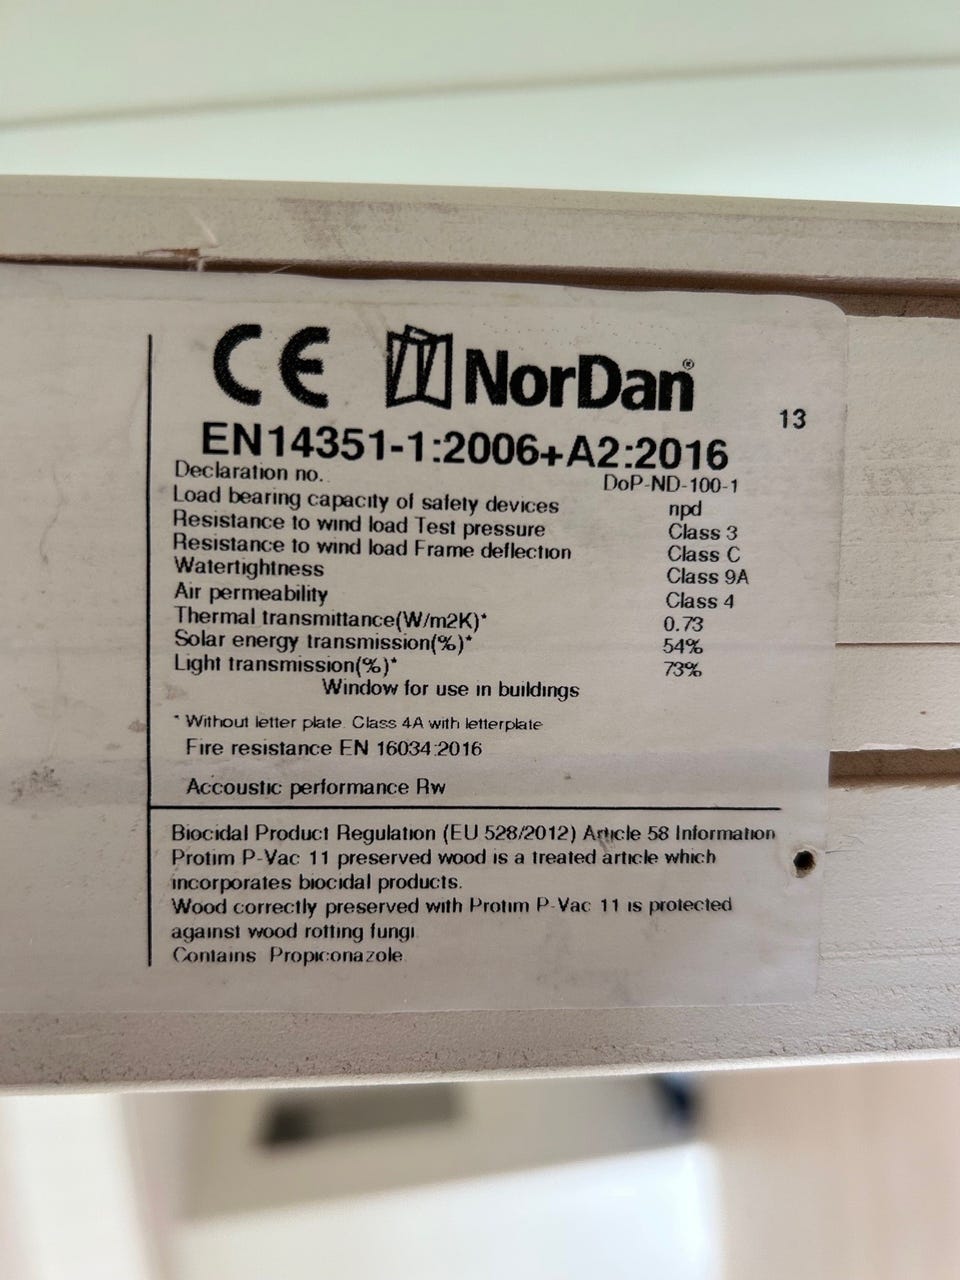 CE NorDan®
13
EN14351-1:2006+A2:2016
Declaration no. DoP-ND-100-1
Load bearing capacity of safety devices npd
Resistance to wind load Test pressure Class 3
Resistance to wind load Frame deflection Class C
Watertightness Class 9A
Air permeability Class 4
Thermal transmittance(W/m2K)* 0.73
Solar energy transmission(%)* 54%
Light transmission(%)* 73%
Window for use in buildings
* Without letter plate. Class 4A with letterplate
Fire resistance EN 16034:2016
Accoustic performance Rw
Biocidal Product Regulation (EU 528/2012) Article 58 Information
Protim P-Vac 11 preserved wood is a treated article which
incorporates biocidal products.
Wood correctly preserved with Protim P-Vac 11 is protected
against wood rotting fungi.
Contains Propiconazole.